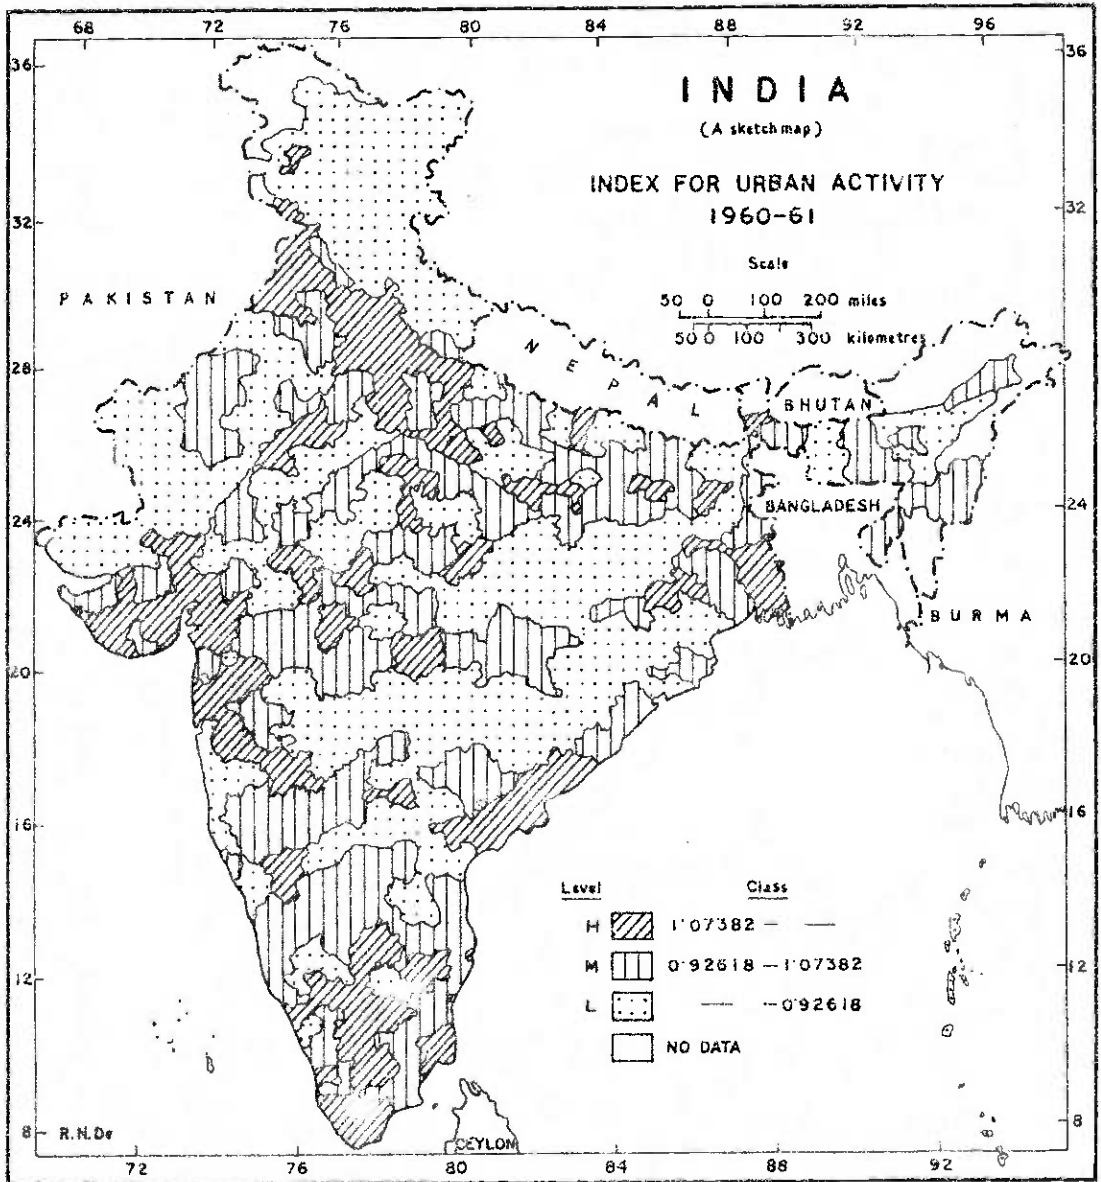 68 72 76 80 84 88 92 96
36 36
INDIA
(A sketch map)
INDEX FOR URBAN ACTIVITY
1960-61
32 32
Scale
PAKISTAN
50 0 100 200 miles
50 0 100 300 kilometres
NEPAL
28 28
BHUTAN
24 24
BANGLADESH
BURMA
20 20
16 16
Level Class
H 1·07382 — —
M 0·92618 — 1·07382
12 12
L — — 0·92618
NO DATA
8 8
R.N.De
CEYLON
72 76 80 84 88 92